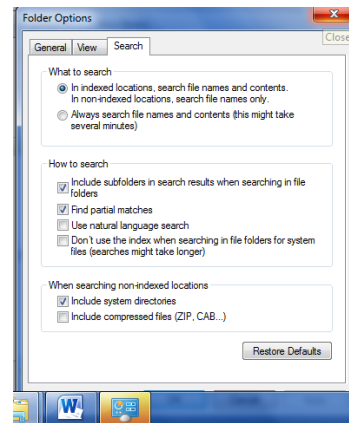 Folder Options
Close
General View Search
What to search
In indexed locations, search file names and contents.
In non-indexed locations, search file names only.
Always search file names and contents (this might take
several minutes)
How to search
Include subfolders in search results when searching in file
folders
Find partial matches
Use natural language search
Don't use the index when searching in file folders for system
files (searches might take longer)
When searching non-indexed locations
Include system directories
Include compressed files (ZIP, CAB...)
Restore Defaults
W